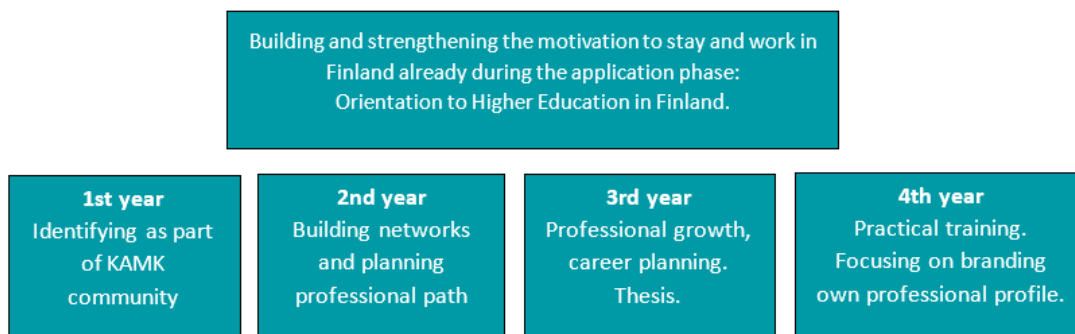 Building and strengthening the motivation to stay and work in
Finland already during the application phase:
Orientation to Higher Education in Finland.
1st year
Identifying as part
of KAMK
community
2nd year
Building networks
and planning
professional path
3rd year
Professional growth,
career planning.
Thesis.
4th year
Practical training.
Focusing on branding
own professional profile.